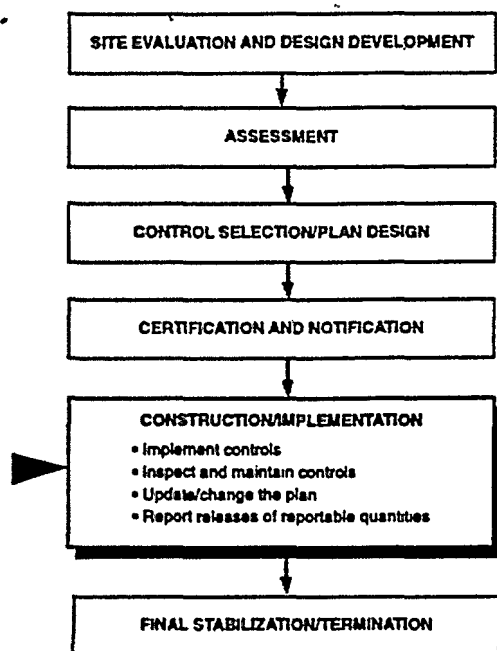 SITE EVALUATION AND DESIGN DEVELOPMENT
ASSESSMENT
CONTROL SELECTION/PLAN DESIGN
CERTIFICATION AND NOTIFICATION
CONSTRUCTION/IMPLEMENTATION
• Implement controls
• Inspect and maintain controls
• Update/change the plan
• Report releases of reportable quantities
FINAL STABILIZATION/TERMINATION